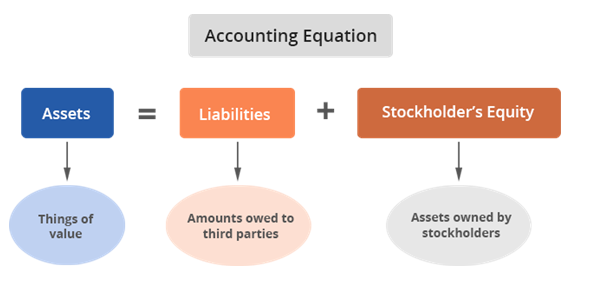 Accounting Equation
Assets = Liabilities + Stockholder's Equity
Things of
value
Amounts owed to
third parties
Assets owned by
stockholders